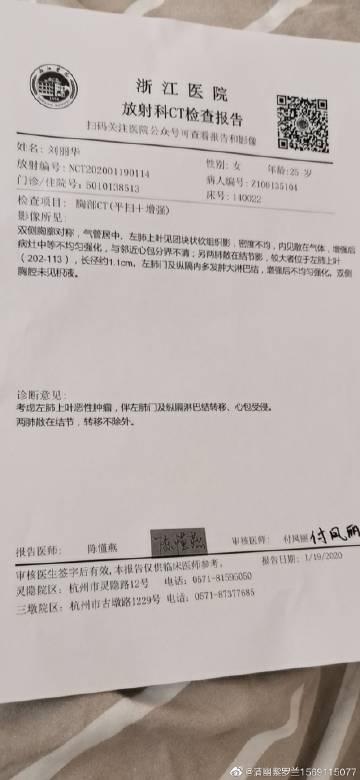 浙江医院
放射科CT检查报告
扫码关注医院公众号可查看报告和影像
姓名: 刘丽华
性别: 女 年龄:25 岁
放射编号: NCT202001190114
病人编号: Z100135104
门诊/住院号: 5010138513
床号: 140022
检查项目: 胸部CT(平扫+增强)
影像所见:
双侧胸廓对称,气管居中。左肺上叶见团块状软组织影,密度不均,内见散在气体,增强后
病灶中等不均匀强化,与邻近心包分界不清;另两肺散在结节影,较大者位于左肺上叶
(202-113),长径约1.1cm。左肺门及纵隔内多发肿大淋巴结,增强后不均匀强化。双侧
胸腔未见积液。
诊断意见:
考虑左肺上叶恶性肿瘤,伴左肺门及纵隔淋巴结转移、心包受侵。
两肺散在结节,转移不除外。
报告医师: 陈懂燕 陈懂燕 审核医师: 付凤丽 付凤丽
审核医生签字后有效,本报告仅供临床医师参考。 报告日期:1/19/2020
灵隐院区: 杭州市灵隐路12号 电话: 0571-81595050
三墩院区: 杭州市古墩路1229号 电话: 0571-87377685
@清幽紫罗兰1569115077